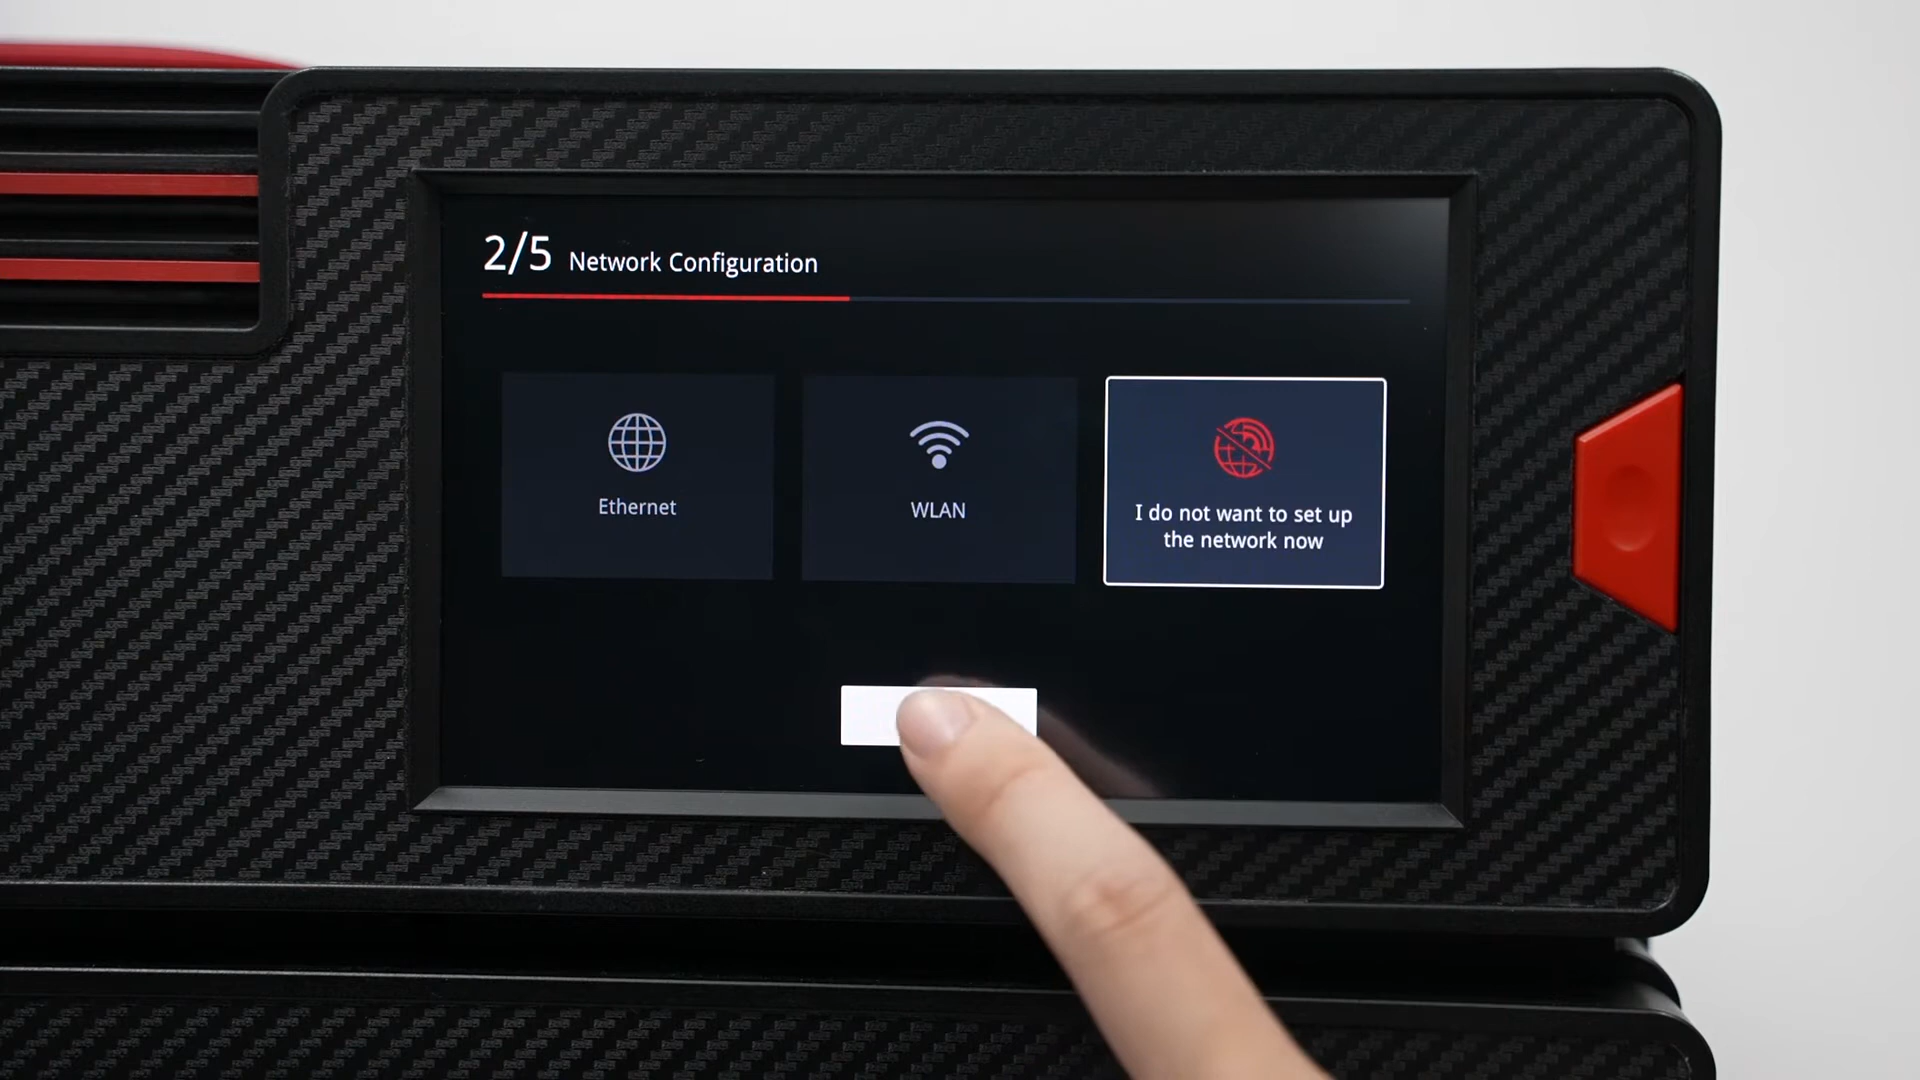 2/5 Network Configuration
Ethernet
WLAN
I do not want to set up
the network now